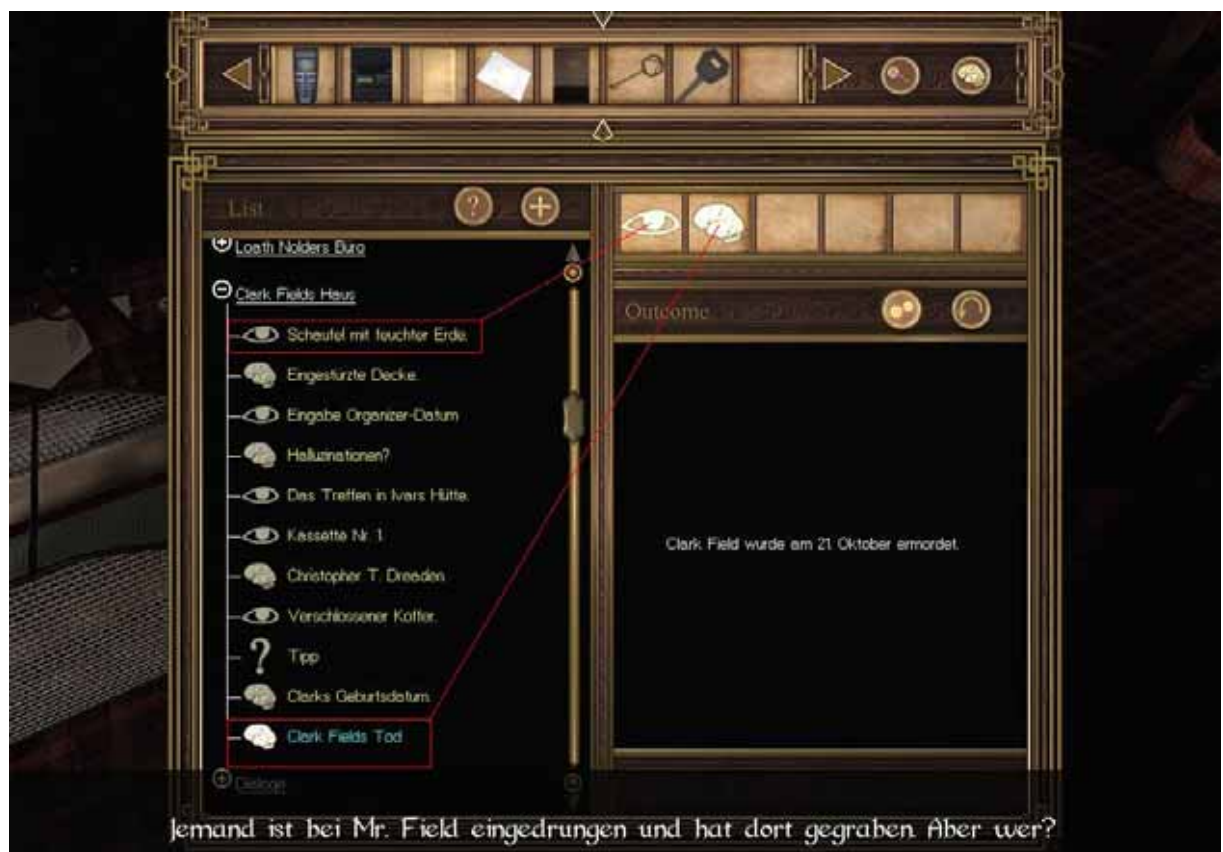 List
Loath Nolders Büro
Clark Fields Haus
Schaufel mit feuchter Erde.
Eingestürzte Decke.
Eingabe Organizer-Datum
Halluzinationen?
Das Treffen in Ivars Hütte.
Kassette Nr. 1
Christopher T. Dresden
Verschlossener Koffer.
? Tipp
Clarks Geburtsdatum.
Clark Fields Tod
Dialoge
Outcome
Clark Field wurde am 21. Oktober ermordet.
Jemand ist bei Mr. Field eingedrungen und hat dort gegraben. Aber wer?